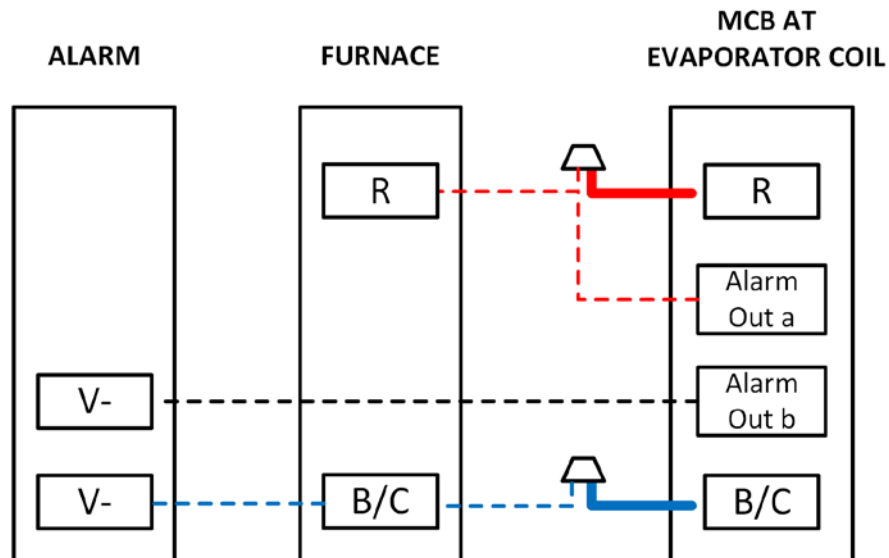 ALARM
FURNACE
MCB AT
EVAPORATOR COIL
R
R
Alarm
Out a
V-
Alarm
Out b
V-
B/C
B/C